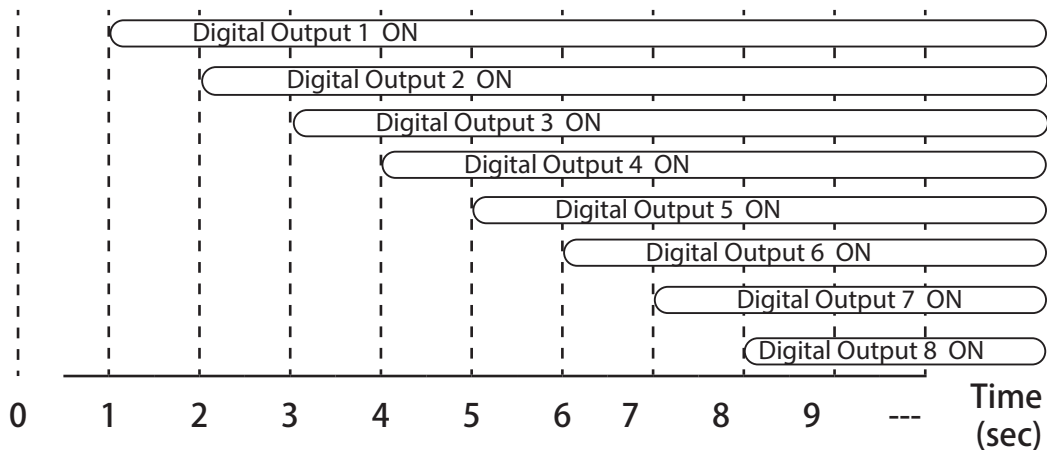 Digital Output 1 ON
Digital Output 2 ON
Digital Output 3 ON
Digital Output 4 ON
Digital Output 5 ON
Digital Output 6 ON
Digital Output 7 ON
Digital Output 8 ON
0 1 2 3 4 5 6 7 8 9 --- Time
(sec)